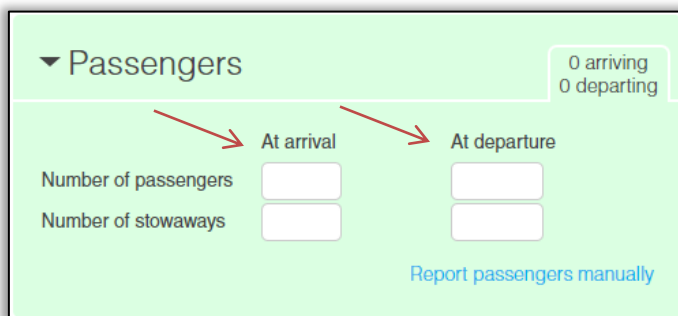 Passengers
0 arriving
0 departing
At arrival At departure
Number of passengers
Number of stowaways
Report passengers manually